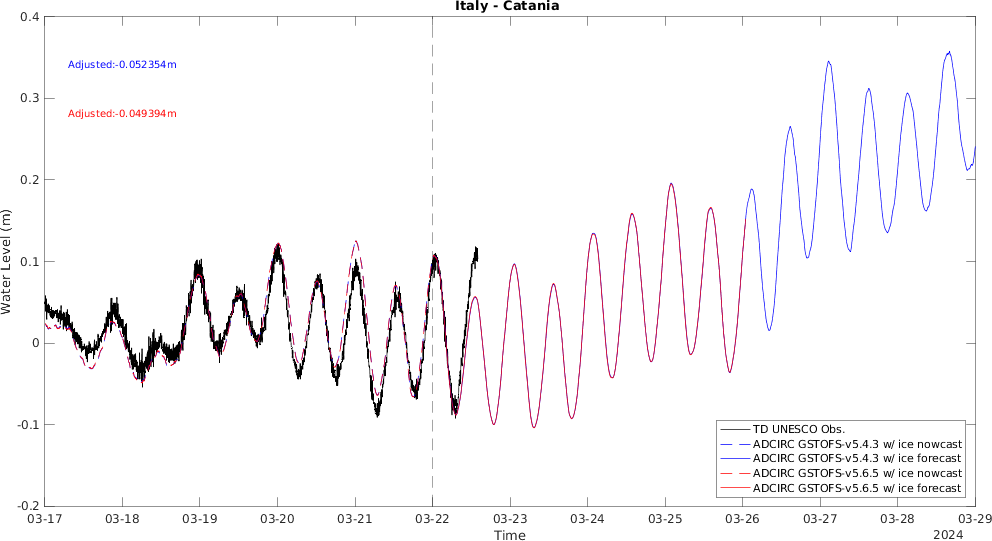 Italy - Catania
Adjusted:-0.052354m
Adjusted:-0.049394m
Water Level (m)
0.4
0.3
0.2
0.1
0
-0.1
-0.2
03-17 03-18 03-19 03-20 03-21 03-22 03-23 03-24 03-25 03-26 03-27 03-28 03-29
Time
2024
TD UNESCO Obs.
ADCIRC GSTOFS-v5.4.3 w/ ice nowcast
ADCIRC GSTOFS-v5.4.3 w/ ice forecast
ADCIRC GSTOFS-v5.6.5 w/ ice nowcast
ADCIRC GSTOFS-v5.6.5 w/ ice forecast